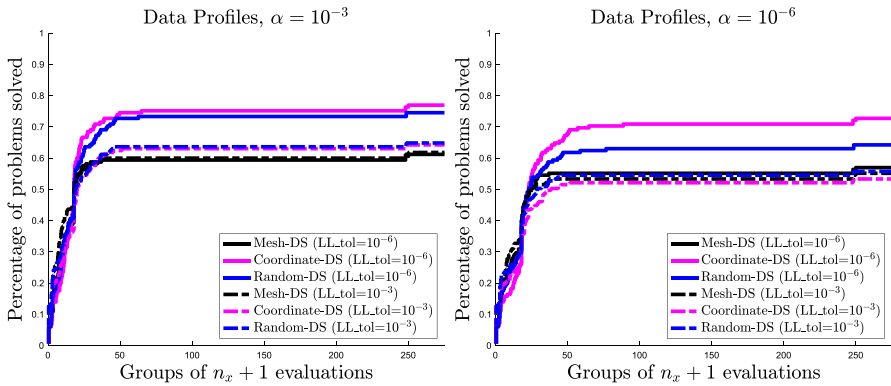 Data Profiles, α = 10⁻³
Percentage of problems solved
1
0.9
0.8
0.7
0.6
0.5
0.4
0.3
0.2
0.1
0
Mesh-DS (LL_tol=10⁻⁶)
Coordinate-DS (LL_tol=10⁻⁶)
Random-DS (LL_tol=10⁻⁶)
Mesh-DS (LL_tol=10⁻³)
Coordinate-DS (LL_tol=10⁻³)
Random-DS (LL_tol=10⁻³)
0 50 100 150 200 250
Groups of nₓ + 1 evaluations
Data Profiles, α = 10⁻⁶
Percentage of problems solved
1
0.9
0.8
0.7
0.6
0.5
0.4
0.3
0.2
0.1
0
Mesh-DS (LL_tol=10⁻⁶)
Coordinate-DS (LL_tol=10⁻⁶)
Random-DS (LL_tol=10⁻⁶)
Mesh-DS (LL_tol=10⁻³)
Coordinate-DS (LL_tol=10⁻³)
Random-DS (LL_tol=10⁻³)
0 50 100 150 200 250
Groups of nₓ + 1 evaluations